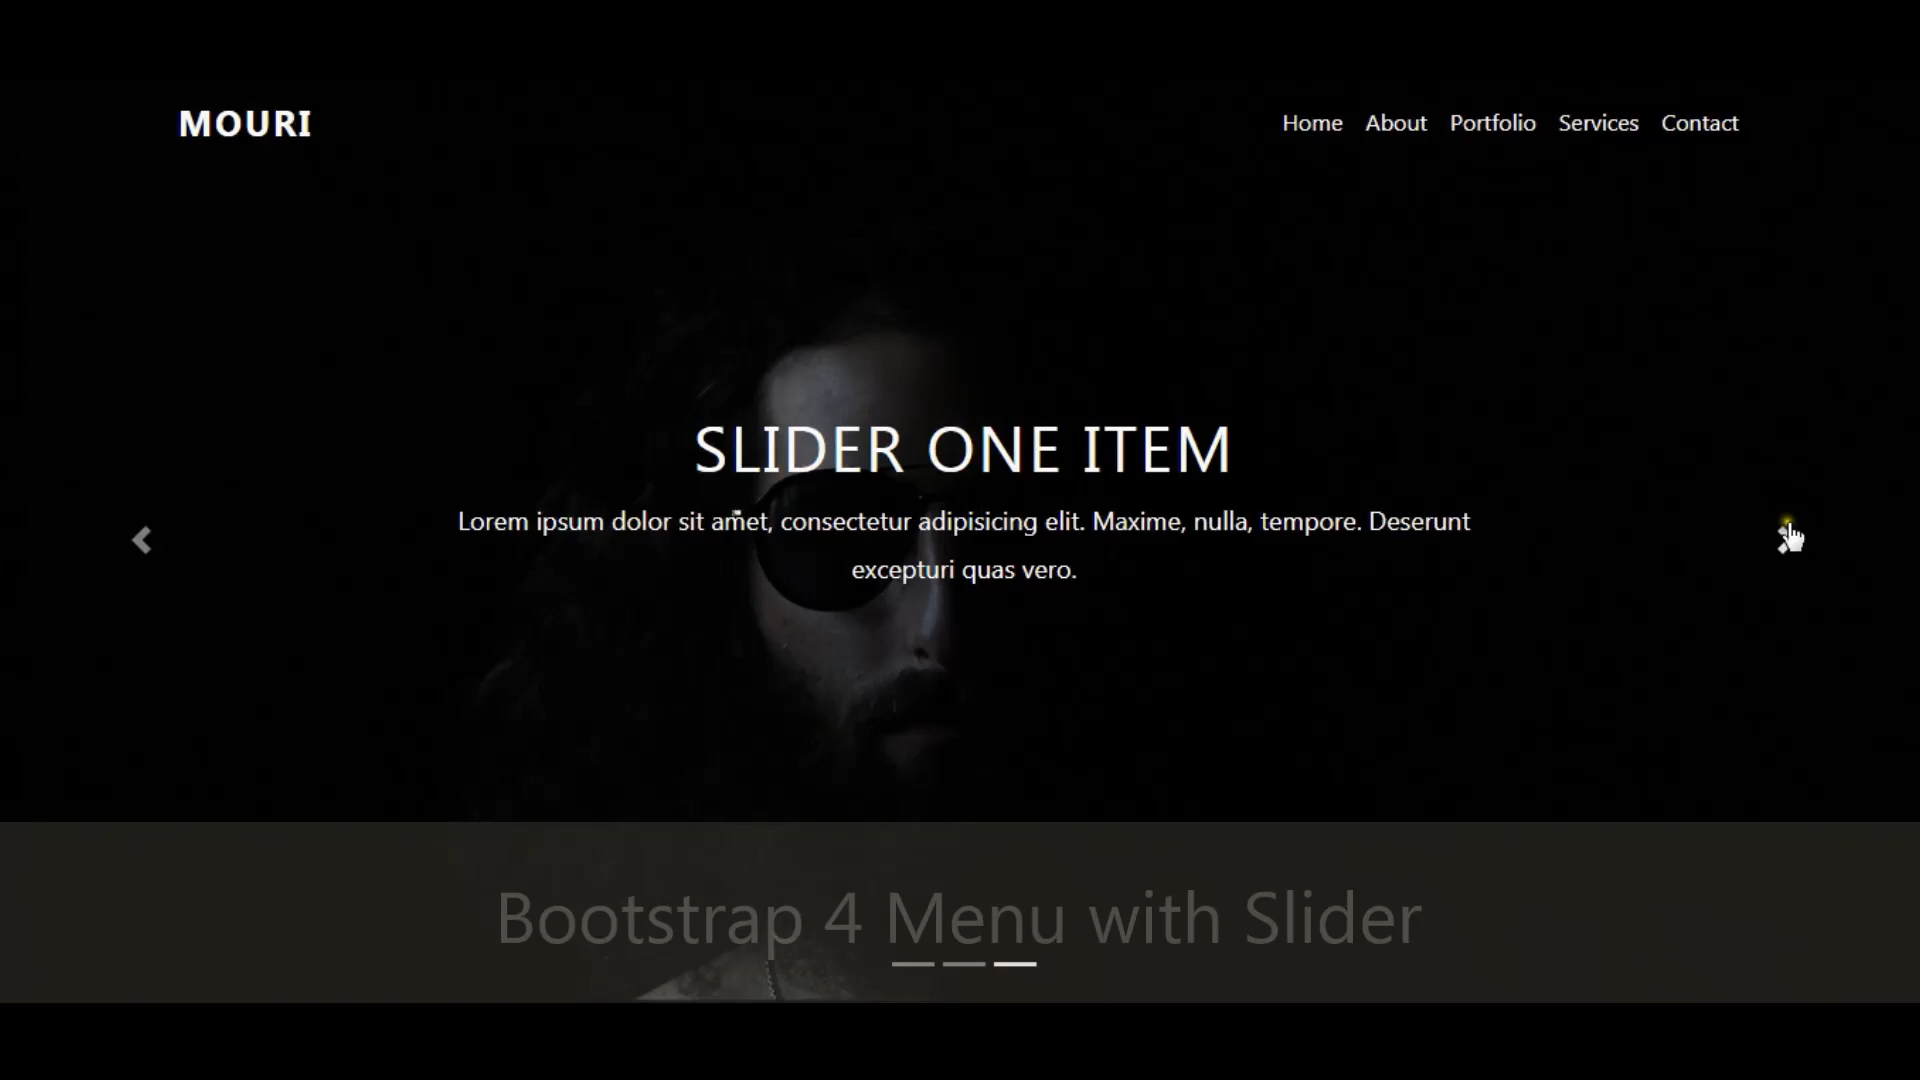 MOURI
Home About Portfolio Services Contact
SLIDER ONE ITEM
Lorem ipsum dolor sit amet, consectetur adipisicing elit. Maxime, nulla, tempore. Deserunt
excepturi quas vero.
Bootstrap 4 Menu with Slider